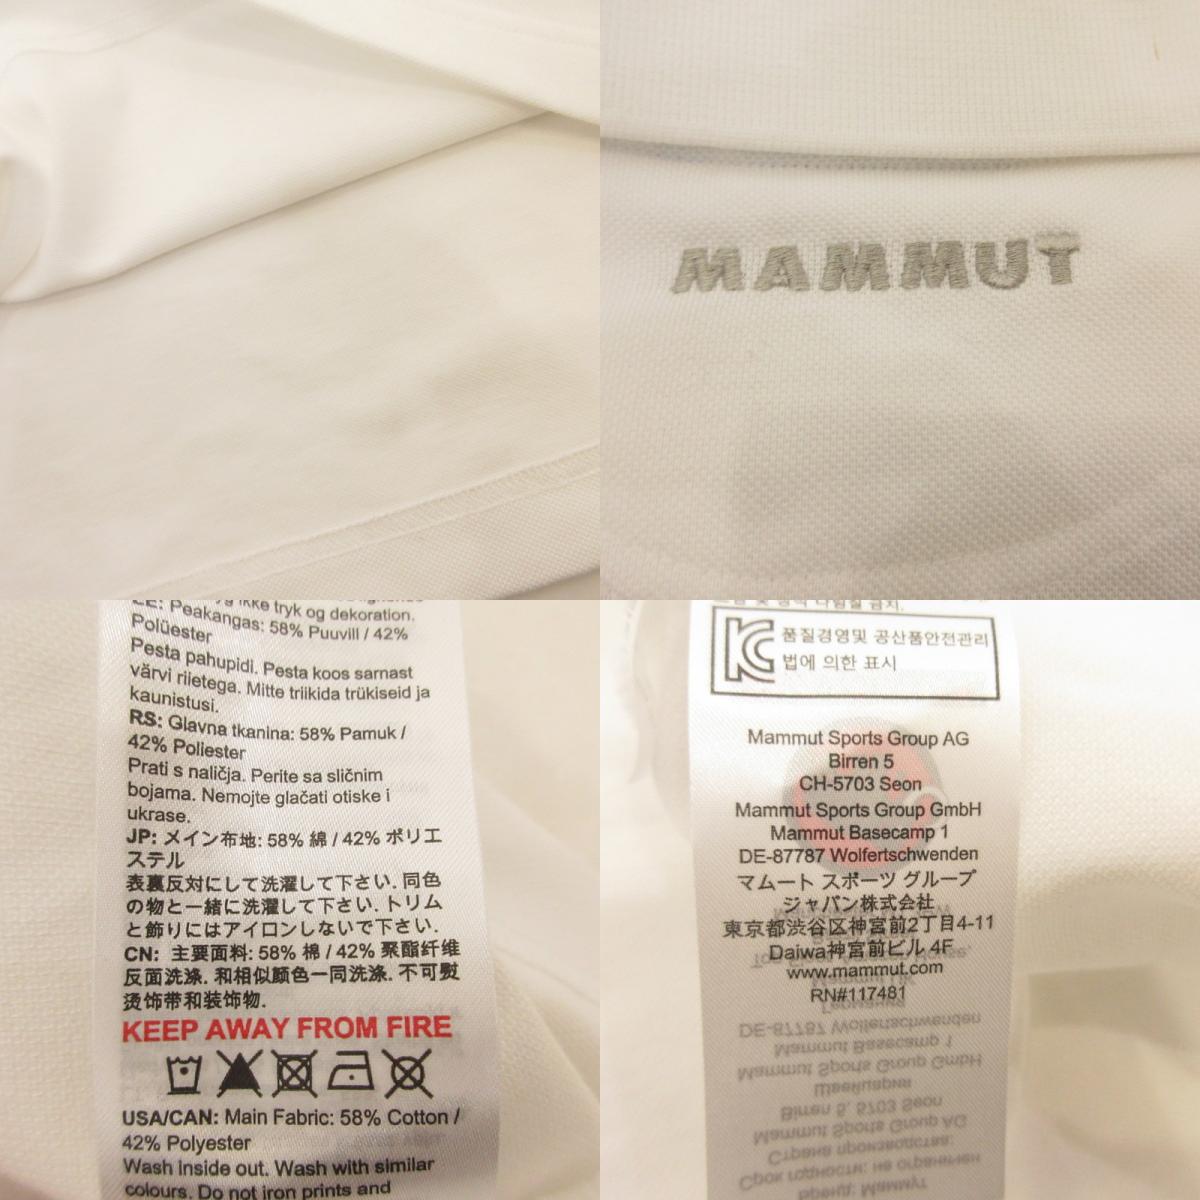 MAMMUT
ikke tryk og dekoration.
EE: Peakangas: 58% Puuvill / 42%
Polüester
Pesta pahupidi. Pesta koos sarnast
värvi riietega. Mitte triikida trükiseid ja
kaunistusi.
RS: Glavna tkanina: 58% Pamuk /
42% Poliester
Prati s naličja. Perite sa sličnim
bojama. Nemojte glačati otiske i
ukrase.
JP: メイン布地: 58% 綿 / 42% ポリエ
ステル
表裏反対にして洗濯して下さい. 同色
の物と一緒に洗濯して下さい. トリム
と飾りにはアイロンしないで下さい.
CN: 主要面料: 58% 棉 / 42% 聚酯纤维
反面洗涤. 和相似颜色一同洗涤. 不可熨
烫饰带和装饰物.
KEEP AWAY FROM FIRE
USA/CAN: Main Fabric: 58% Cotton /
42% Polyester
Wash inside out. Wash with similar
colours. Do not iron prints and
품질경영및 공산품안전관리
법에 의한 표시
Mammut Sports Group AG
Birren 5
CH-5703 Seon
Mammut Sports Group GmbH
Mammut Basecamp 1
DE-87787 Wolfertschwenden
マムート スポーツ グループ
ジャパン株式会社
東京都渋谷区神宮前2丁目4-11
Daiwa神宮前ビル 4F
www.mammut.com
RN#117481